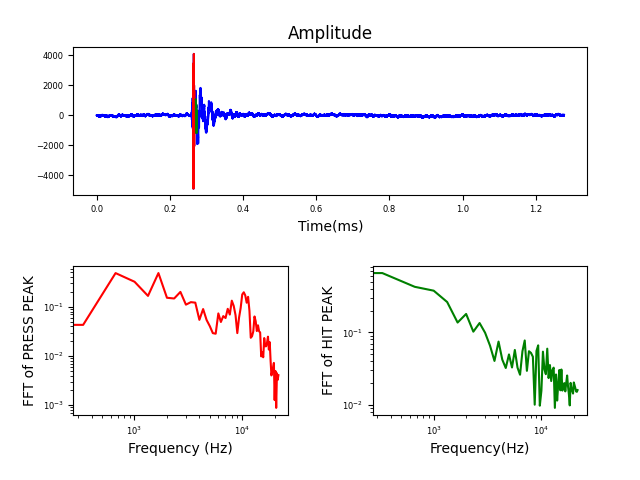 Amplitude
4000
2000
0
−2000
−4000
0.0 0.2 0.4 0.6 0.8 1.0 1.2
Time(ms)
FFT of PRESS PEAK
10⁻¹
10⁻²
10⁻³
10³ 10⁴
Frequency (Hz)
FFT of HIT PEAK
10⁻¹
10⁻²
10³ 10⁴
Frequency(Hz)